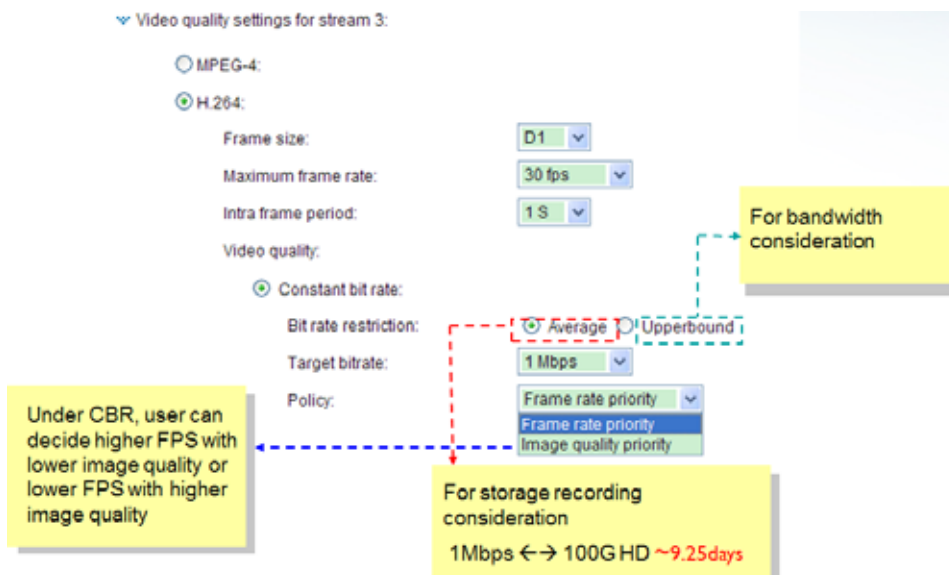 Video quality settings for stream 3:
MPEG-4:
H.264:
Frame size: D1
Maximum frame rate: 30 fps
Intra frame period: 1 S
Video quality:
Constant bit rate:
Bit rate restriction: Average Upperbound
Target bitrate: 1 Mbps
Policy: Frame rate priority
Frame rate priority
Image quality priority
For bandwidth
consideration
Under CBR, user can
decide higher FPS with
lower image quality or
lower FPS with higher
image quality
For storage recording
consideration
1Mbps ←→ 100G HD ~9.25days